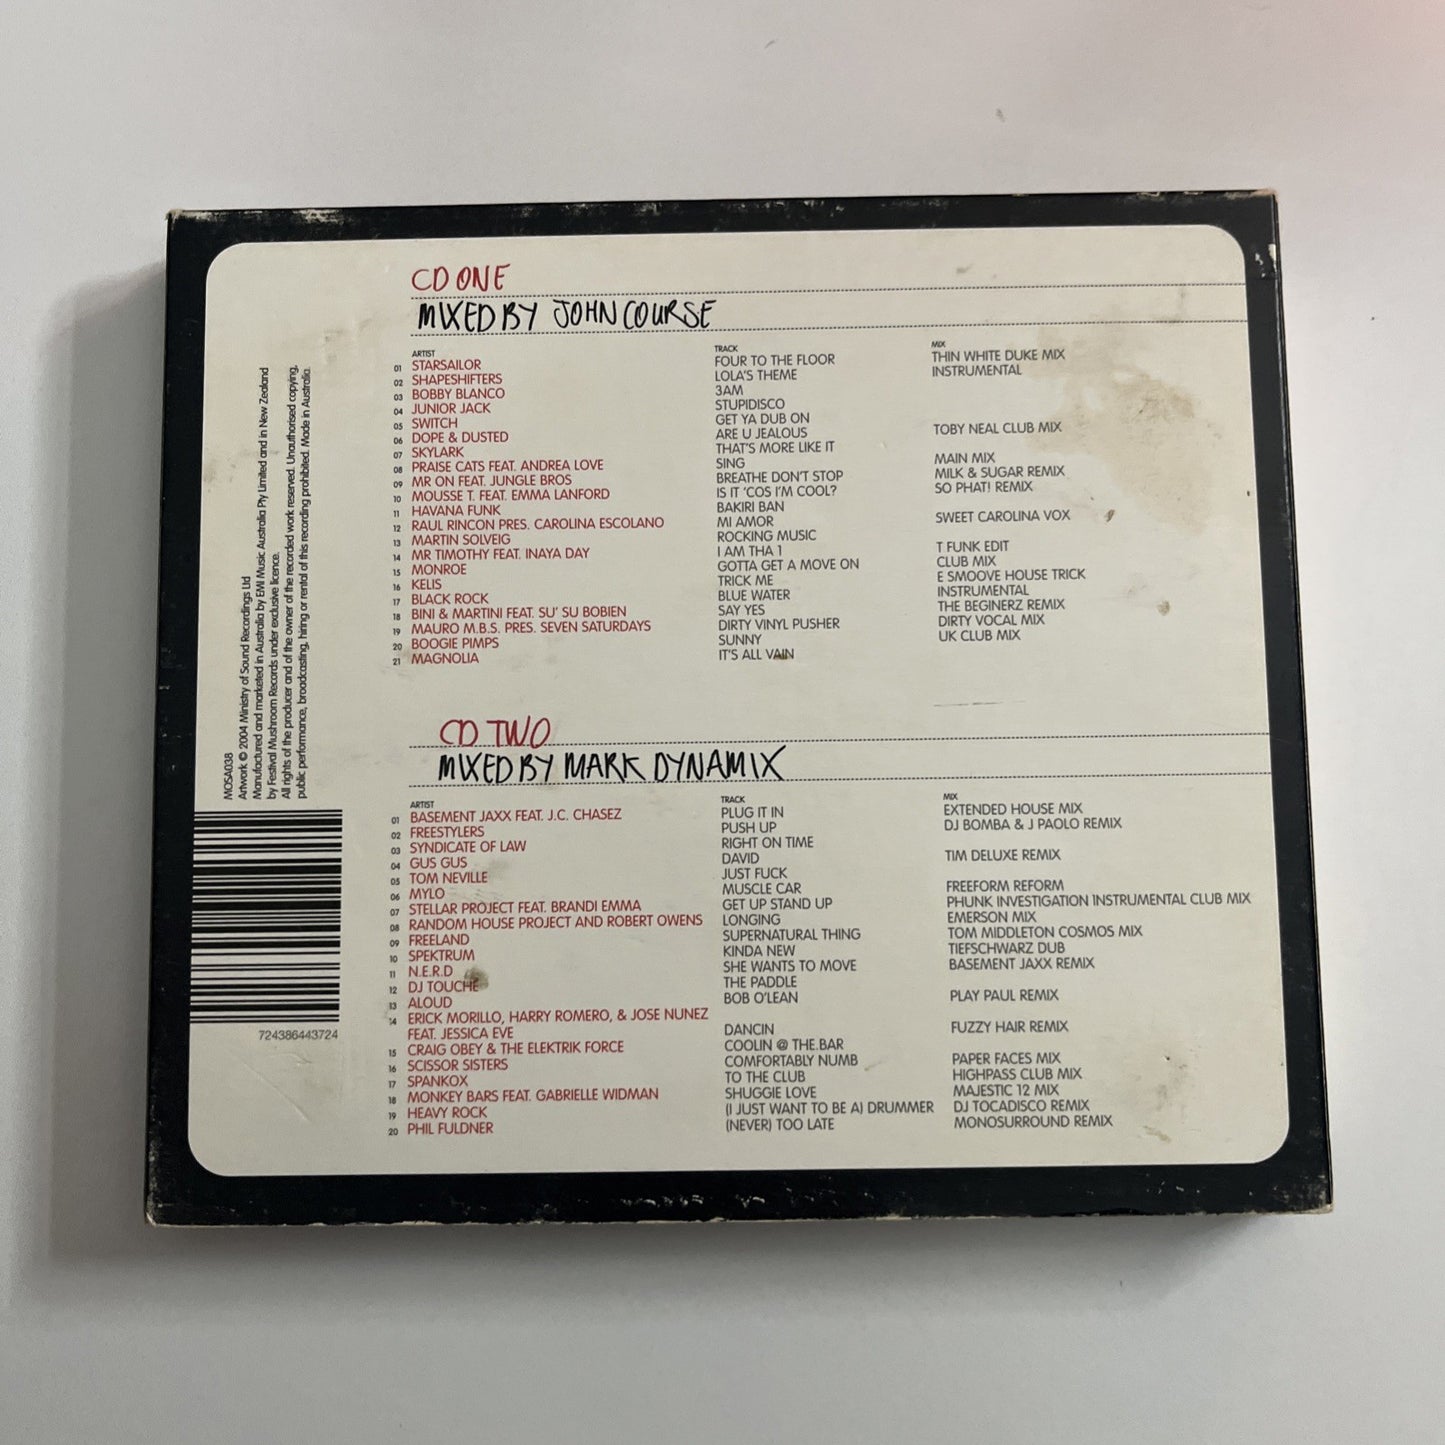 CD ONE
MIXED BY JOHN COURSE
ARTIST TRACK MIX
01 STARSAILOR FOUR TO THE FLOOR THIN WHITE DUKE MIX
02 SHAPESHIFTERS LOLA'S THEME INSTRUMENTAL
03 BOBBY BLANCO 3AM
04 JUNIOR JACK STUPIDISCO
05 SWITCH GET YA DUB ON
06 DOPE & DUSTED ARE U JEALOUS TOBY NEAL CLUB MIX
07 SKYLARK THAT'S MORE LIKE IT
08 PRAISE CATS FEAT. ANDREA LOVE SING MAIN MIX
09 MR ON FEAT. JUNGLE BROS BREATHE DON'T STOP MILK & SUGAR REMIX
10 MOUSSE T. FEAT. EMMA LANFORD IS IT 'COS I'M COOL? SO PHAT! REMIX
11 HAVANA FUNK BAKIRI BAN
12 RAUL RINCON PRES. CAROLINA ESCOLANO MI AMOR SWEET CAROLINA VOX
13 MARTIN SOLVEIG ROCKING MUSIC
14 MR TIMOTHY FEAT. INAYA DAY I AM THA 1 T FUNK EDIT
15 MONROE GOTTA GET A MOVE ON CLUB MIX
16 KELIS TRICK ME E SMOOVE HOUSE TRICK
17 BLACK ROCK BLUE WATER INSTRUMENTAL
18 BINI & MARTINI FEAT. SU' SU BOBIEN SAY YES THE BEGINERZ REMIX
19 MAURO M.B.S. PRES. SEVEN SATURDAYS DIRTY VINYL PUSHER DIRTY VOCAL MIX
20 BOOGIE PIMPS SUNNY UK CLUB MIX
21 MAGNOLIA IT'S ALL VAIN
CD TWO
MIXED BY MARK DYNAMIX
ARTIST TRACK MIX
01 BASEMENT JAXX FEAT. J.C. CHASEZ PLUG IT IN EXTENDED HOUSE MIX
02 FREESTYLERS PUSH UP DJ BOMBA & J PAOLO REMIX
03 SYNDICATE OF LAW RIGHT ON TIME
04 GUS GUS DAVID TIM DELUXE REMIX
05 TOM NEVILLE JUST FUCK
06 MYLO MUSCLE CAR FREEFORM REFORM
07 STELLAR PROJECT FEAT. BRANDI EMMA GET UP STAND UP PHUNK INVESTIGATION INSTRUMENTAL CLUB MIX
08 RANDOM HOUSE PROJECT AND ROBERT OWENS LONGING EMERSON MIX
09 FREELAND SUPERNATURAL THING TOM MIDDLETON COSMOS MIX
10 SPEKTRUM KINDA NEW TIEFSCHWARZ DUB
11 N.E.R.D SHE WANTS TO MOVE BASEMENT JAXX REMIX
12 DJ TOUCHÉ THE PADDLE
13 ALOUD BOB O'LEAN PLAY PAUL REMIX
14 ERICK MORILLO, HARRY ROMERO, & JOSE NUNEZ
FEAT. JESSICA EVE DANCIN FUZZY HAIR REMIX
15 CRAIG OBEY & THE ELEKTRIK FORCE COOLIN @ THE.BAR
16 SCISSOR SISTERS COMFORTABLY NUMB PAPER FACES MIX
17 SPANKOX TO THE CLUB HIGHPASS CLUB MIX
18 MONKEY BARS FEAT. GABRIELLE WIDMAN SHUGGIE LOVE MAJESTIC 12 MIX
19 HEAVY ROCK (I JUST WANT TO BE A) DRUMMER DJ TOCADISCO REMIX
20 PHIL FULDNER (NEVER) TOO LATE MONOSURROUND REMIX
MOSA038
Artwork © 2004 Ministry of Sound Recordings Ltd
Manufactured and marketed in Australia by EMI Music Australia Pty Limited and in New Zealand
by Festival Mushroom Records under exclusive licence.
All rights of the producer and of the owner of the recorded work reserved. Unauthorised copying,
public performance, broadcasting, hiring or rental of this recording prohibited. Made in Australia.
724386443724